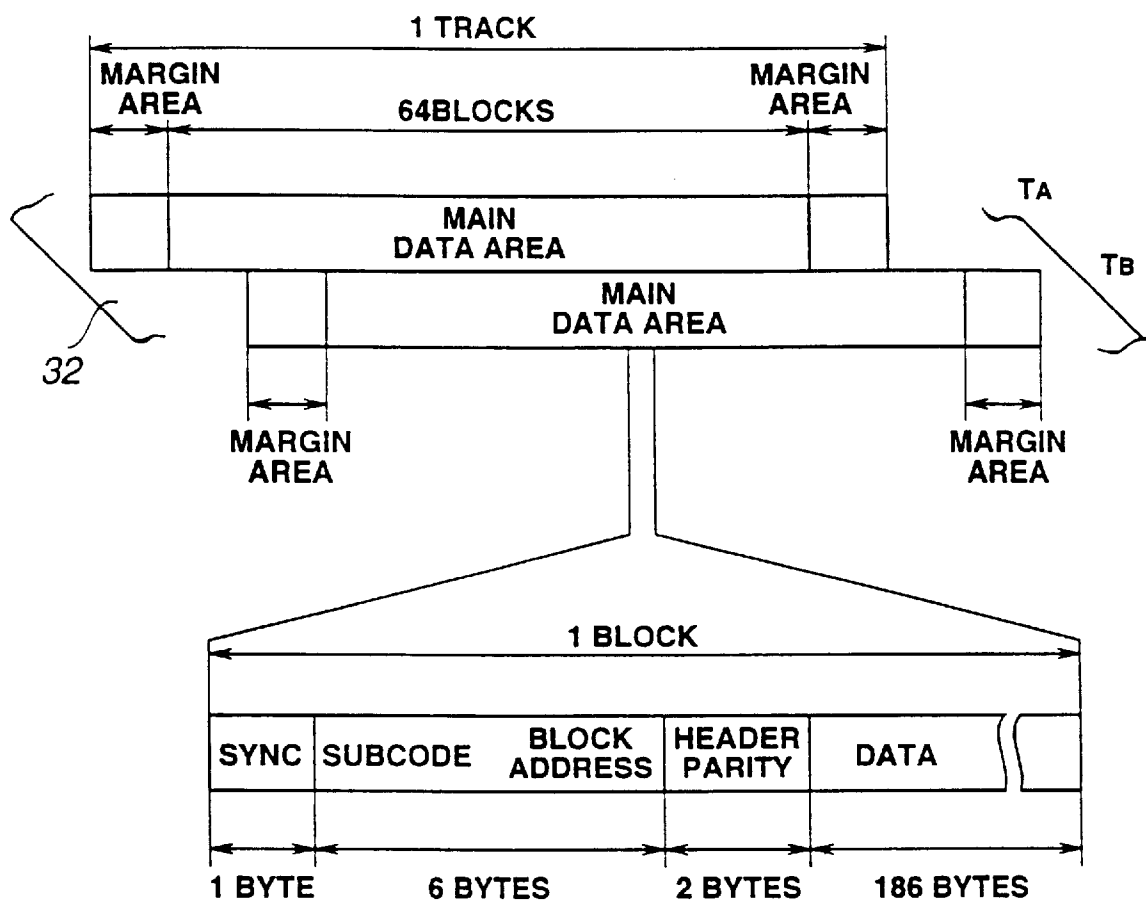 1 TRACK
MARGIN
AREA
MARGIN
AREA
64BLOCKS
TA
MAIN
DATA AREA
TB
MAIN
DATA AREA
32
MARGIN
AREA
MARGIN
AREA
1 BLOCK
SYNC
SUBCODE
BLOCK
ADDRESS
HEADER
PARITY
DATA
1 BYTE
6 BYTES
2 BYTES
186 BYTES